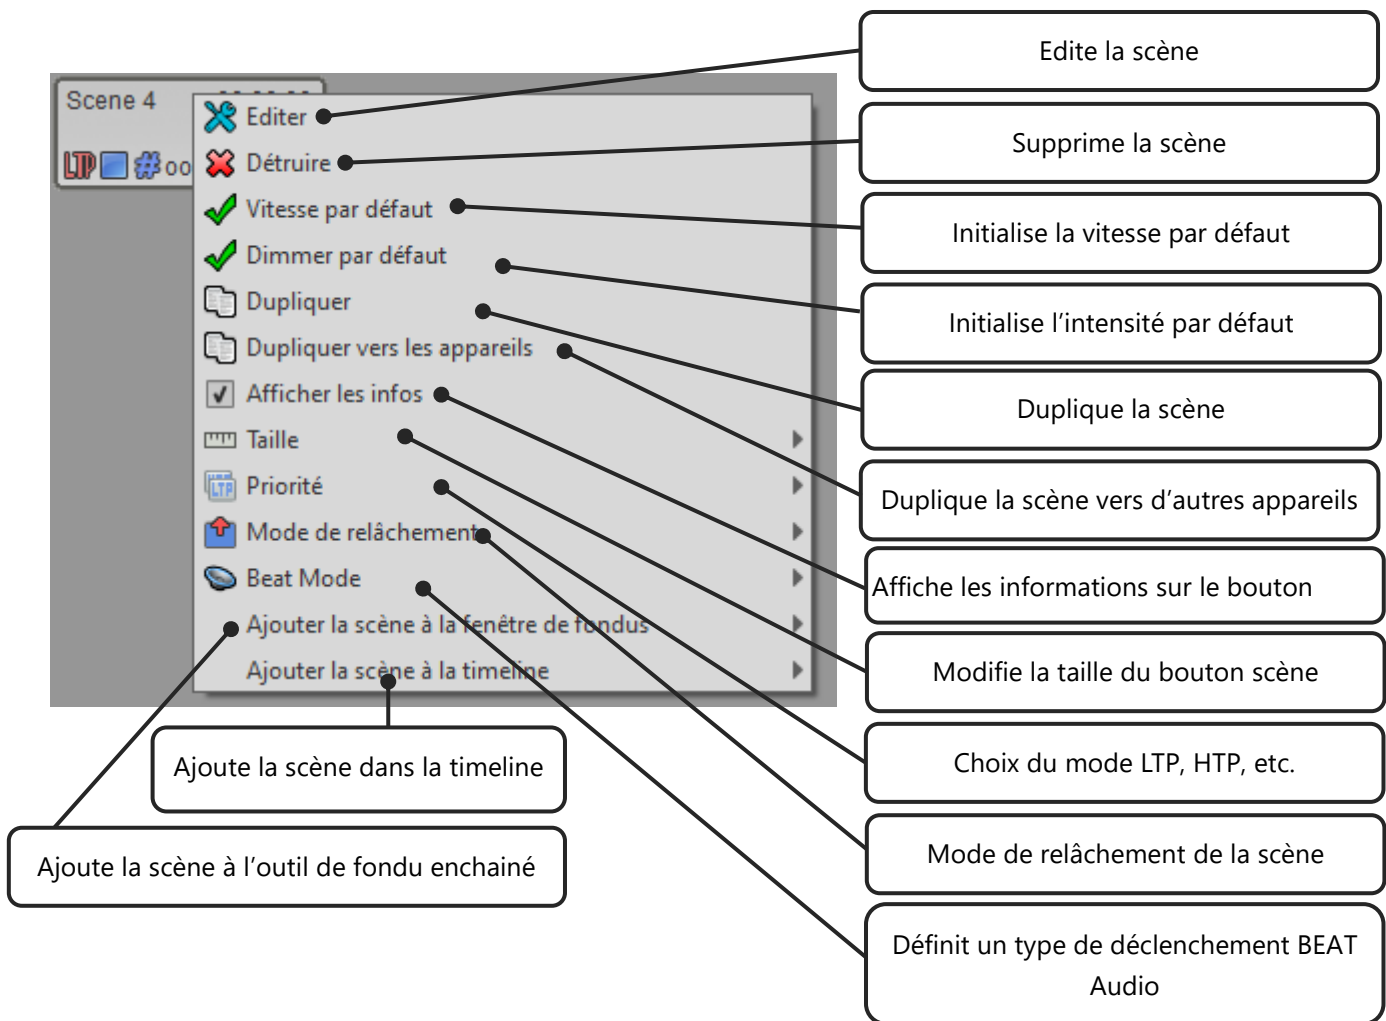 Edite la scène
Scene 4
Editer
Supprime la scène
LTP
Détruire
Vitesse par défaut
Initialise la vitesse par défaut
Dimmer par défaut
Dupliquer
Initialise l’intensité par défaut
Dupliquer vers les appareils
Afficher les infos
Duplique la scène
Taille
Priorité
Duplique la scène vers d’autres appareils
Mode de relâchement
Beat Mode
Affiche les informations sur le bouton
Ajouter la scène à la fenêtre de fondus
Ajouter la scène à la timeline
Modifie la taille du bouton scène
Ajoute la scène dans la timeline
Choix du mode LTP, HTP, etc.
Ajoute la scène à l’outil de fondu enchainé
Mode de relâchement de la scène
Définit un type de déclenchement BEAT
Audio